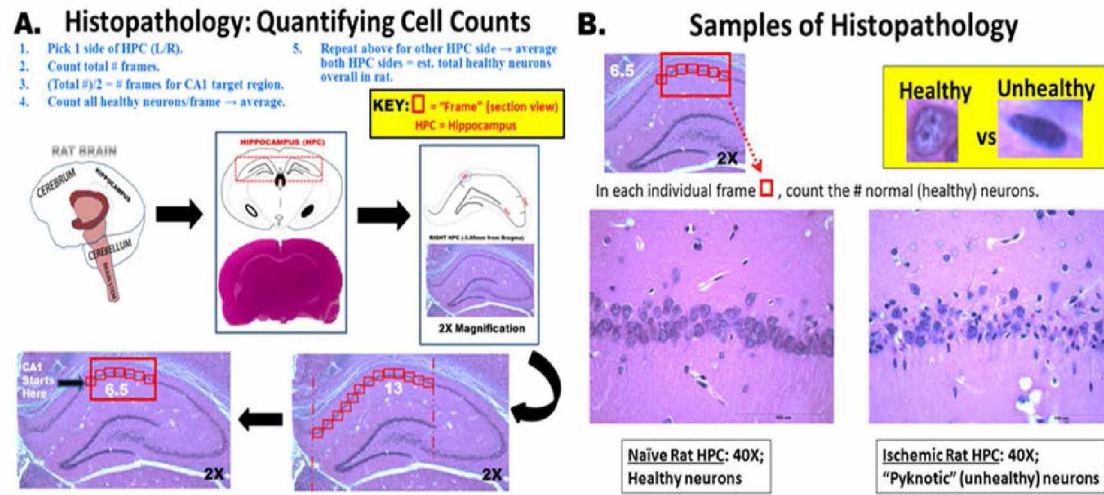 A. Histopathology: Quantifying Cell Counts
1. Pick 1 side of HPC (L/R).
2. Count total # frames.
3. (Total #)/2 = # frames for CA1 target region.
4. Count all healthy neurons/frame → average.
5. Repeat above for other HPC side → average
both HPC sides = est. total healthy neurons
overall in rat.
KEY: = "Frame" (section view)
HPC = Hippocampus
RAT BRAIN
CEREBRUM
HIPPOCAMPUS
CEREBELLUM
HIPPOCAMPUS (HPC)
2X Magnification
CA1
Starts
Here
6.5
2X
13
2X
B. Samples of Histopathology
6.5
2X
Healthy
vs
Unhealthy
In each individual frame , count the # normal (healthy) neurons.
Naïve Rat HPC: 40X;
Healthy neurons
Ischemic Rat HPC: 40X;
"Pyknotic" (unhealthy) neurons